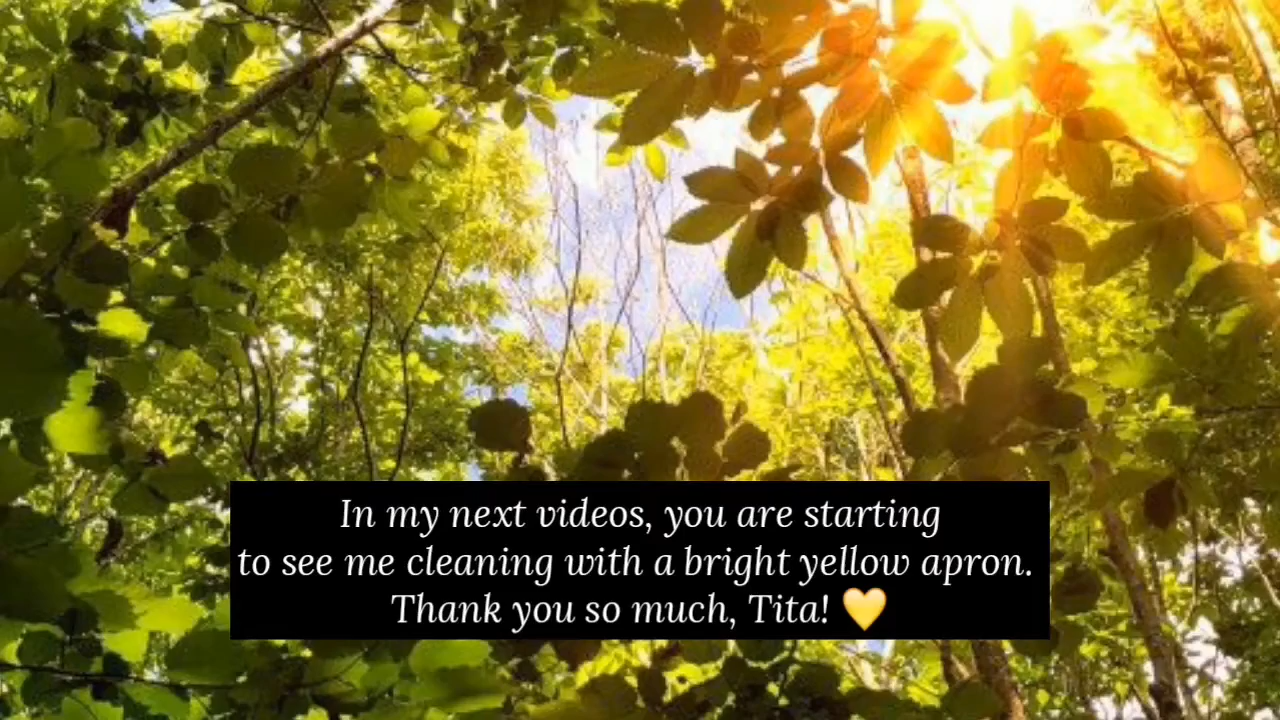 In my next videos, you are starting
to see me cleaning with a bright yellow apron.
Thank you so much, Tita! 💛